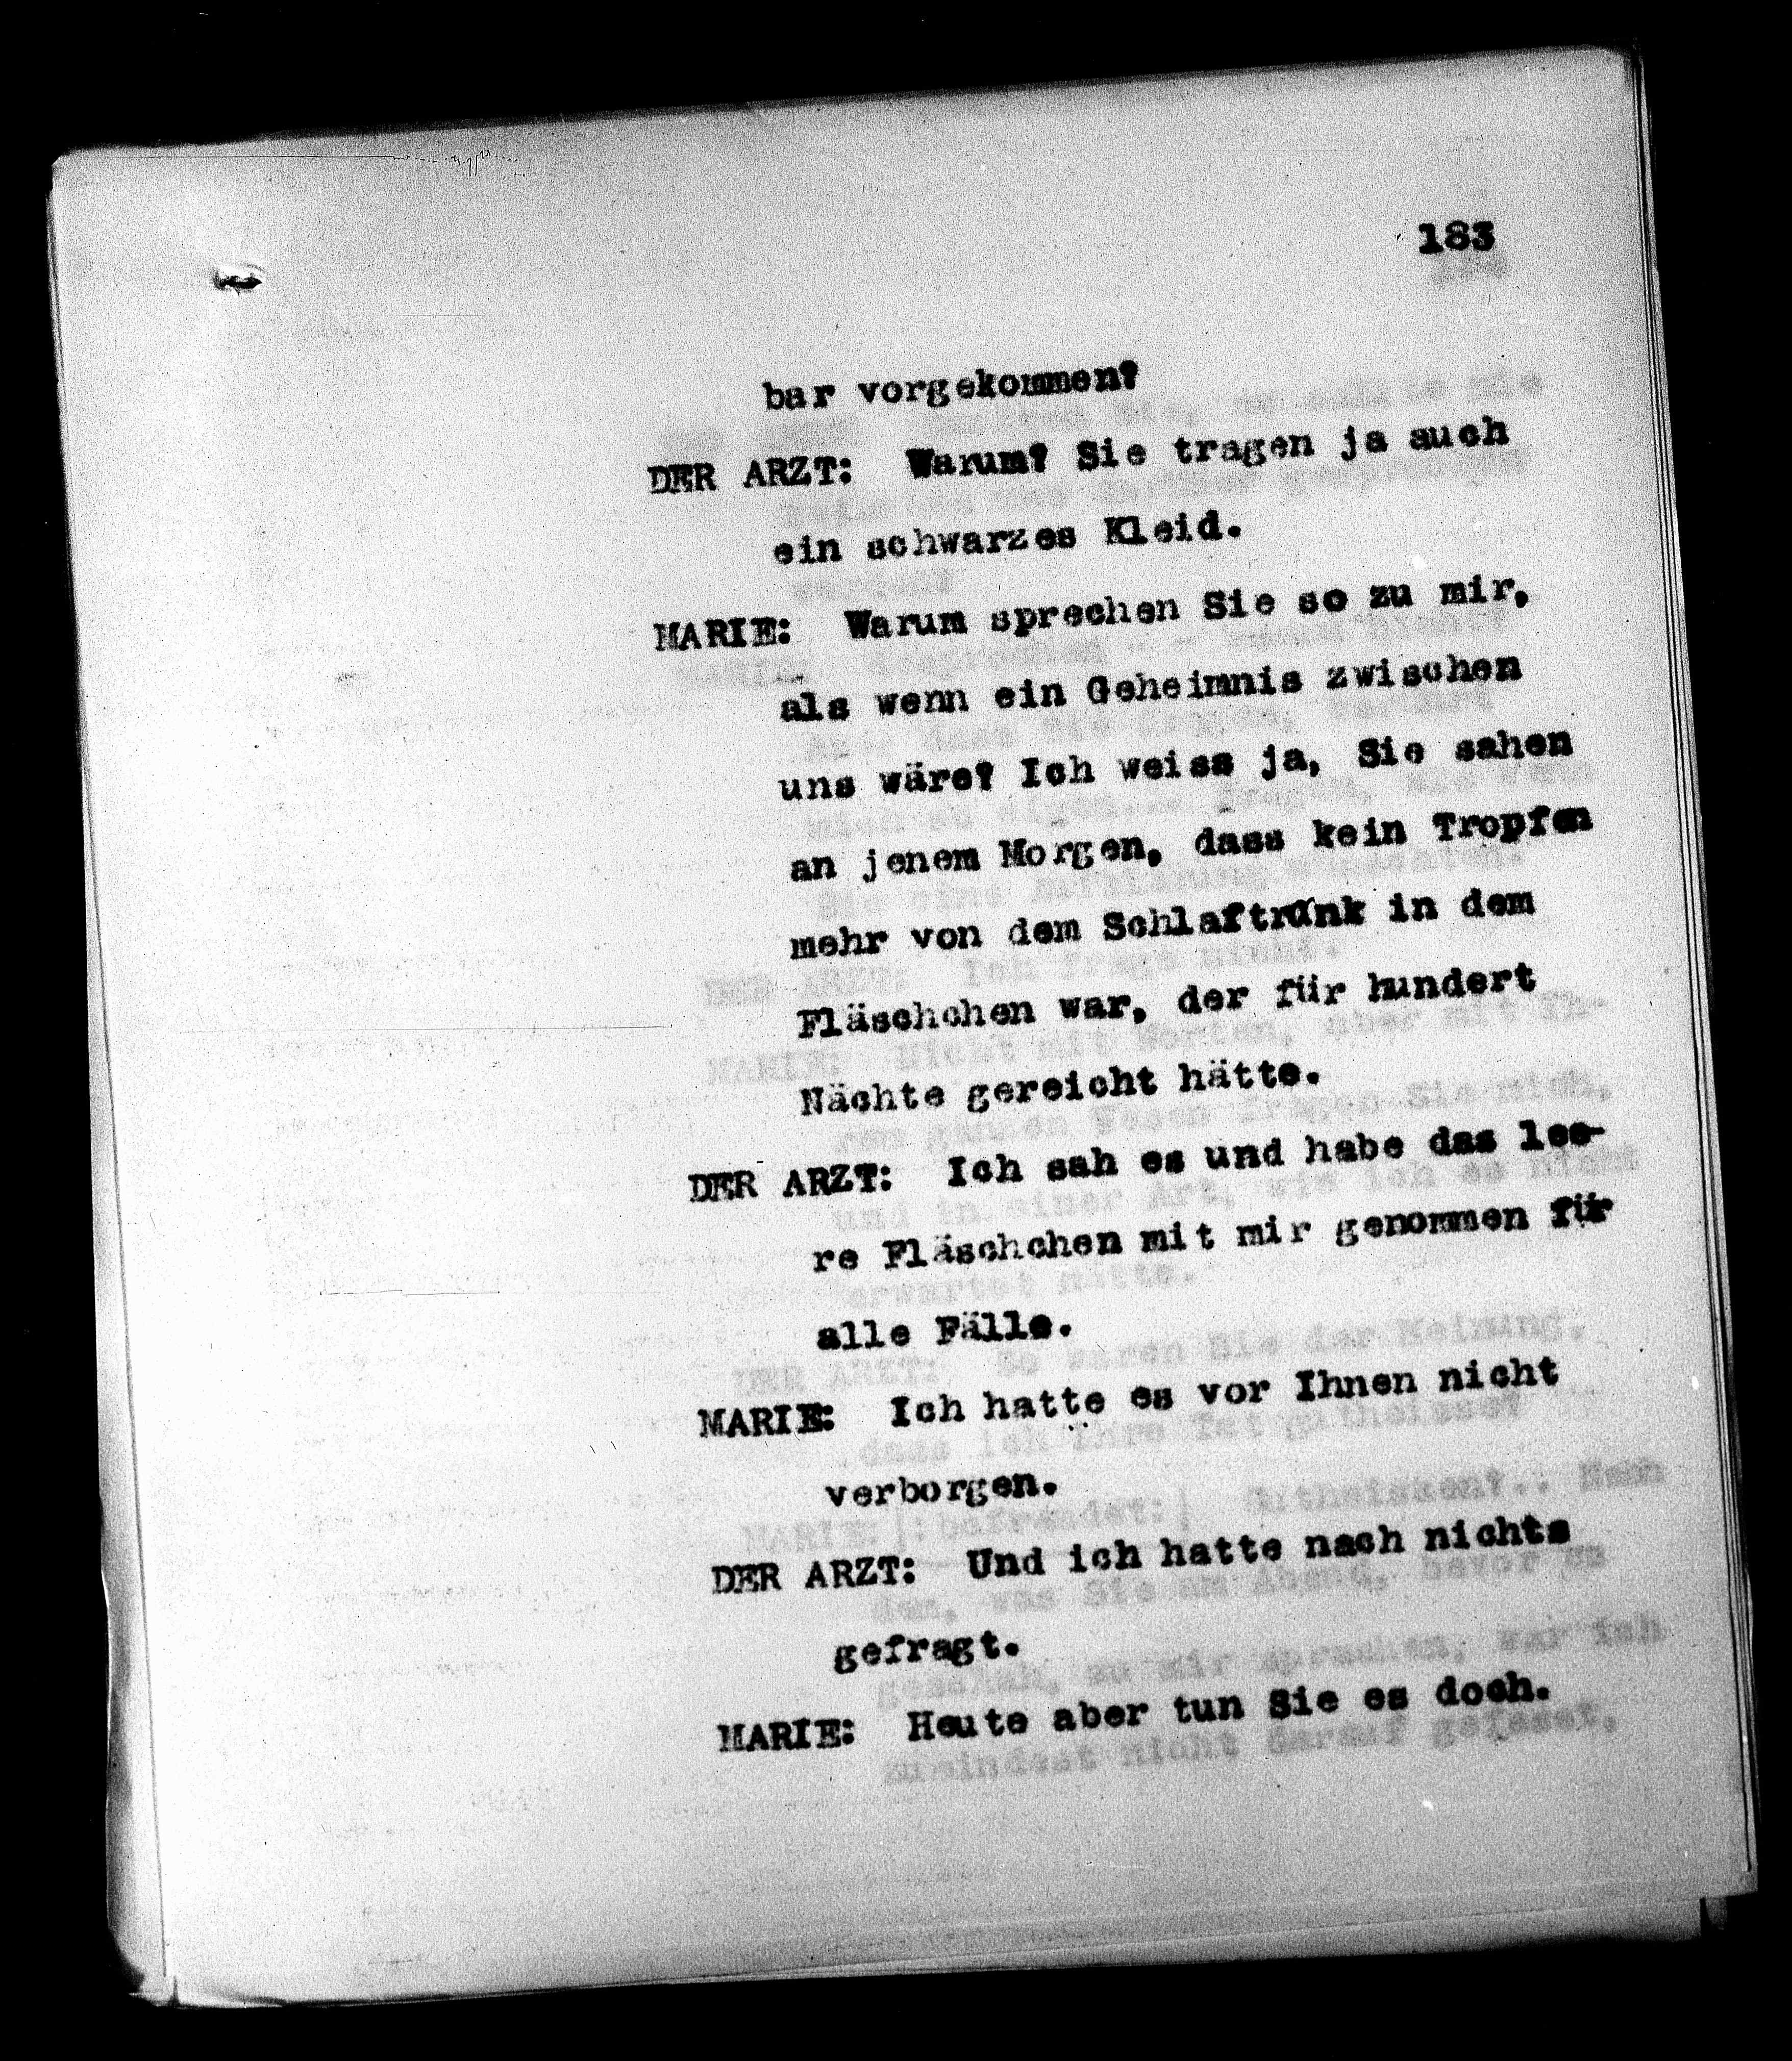 183
bar vorgekommen?
DER ARZT: Warum? Sie tragen ja auch
ein schwarzes Kleid.
MARIE: Warum sprechen Sie so zu mir,
als wenn ein Geheimnis zwischen
uns wäre? Ich weiss ja, Sie sahen
an jenem Morgen, dass kein Tropfen
mehr von dem Schlaftrunk in dem
Fläschchen war, der für hundert
Nächte gereicht hätte.
DER ARZT: Ich sah es und habe das lee-
re Fläschchen mit mir genommen für
alle Fälle.
MARIE: Ich hatte es vor Ihnen nicht
verborgen.
DER ARZT: Und ich hatte nach nichts
gefragt.
MARIE: Heute aber tun Sie es doch.